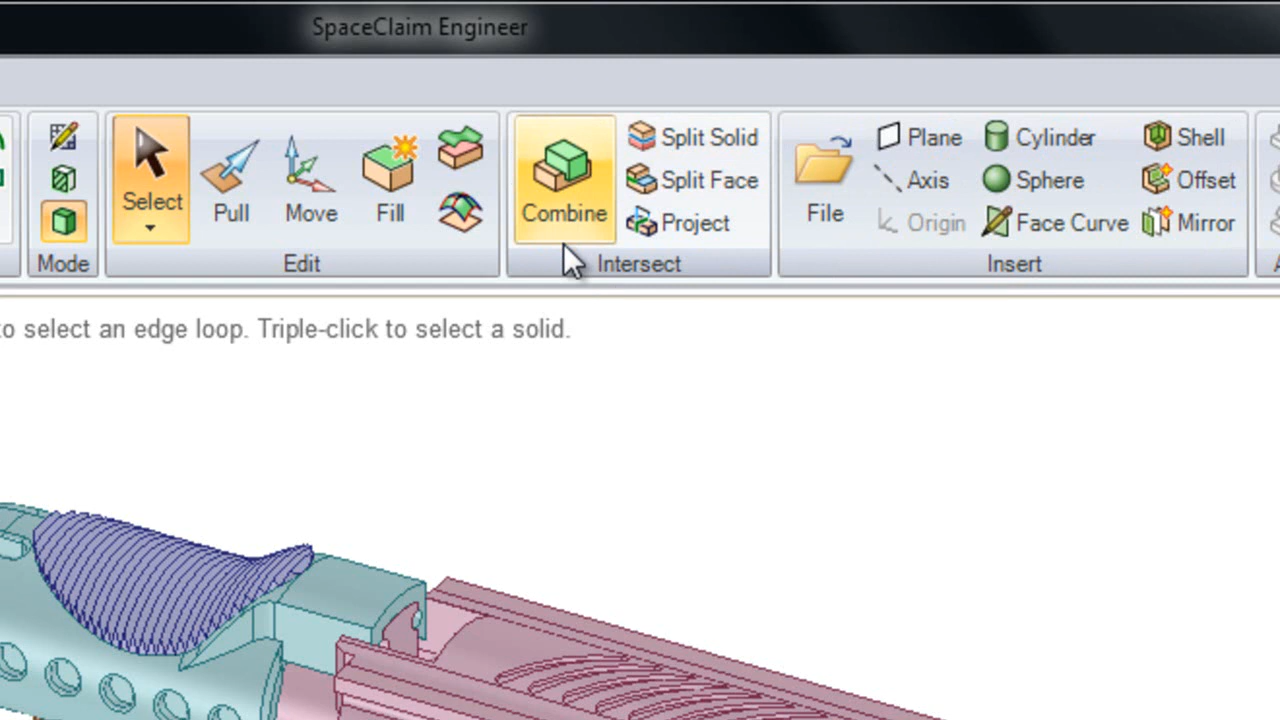 SpaceClaim Engineer
Select
Pull
Move
Fill
Combine
Split Solid
Split Face
Project
File
Plane
Axis
Origin
Cylinder
Sphere
Face Curve
Shell
Offset
Mirror
Mode
Edit
Intersect
Insert
to select an edge loop. Triple-click to select a solid.